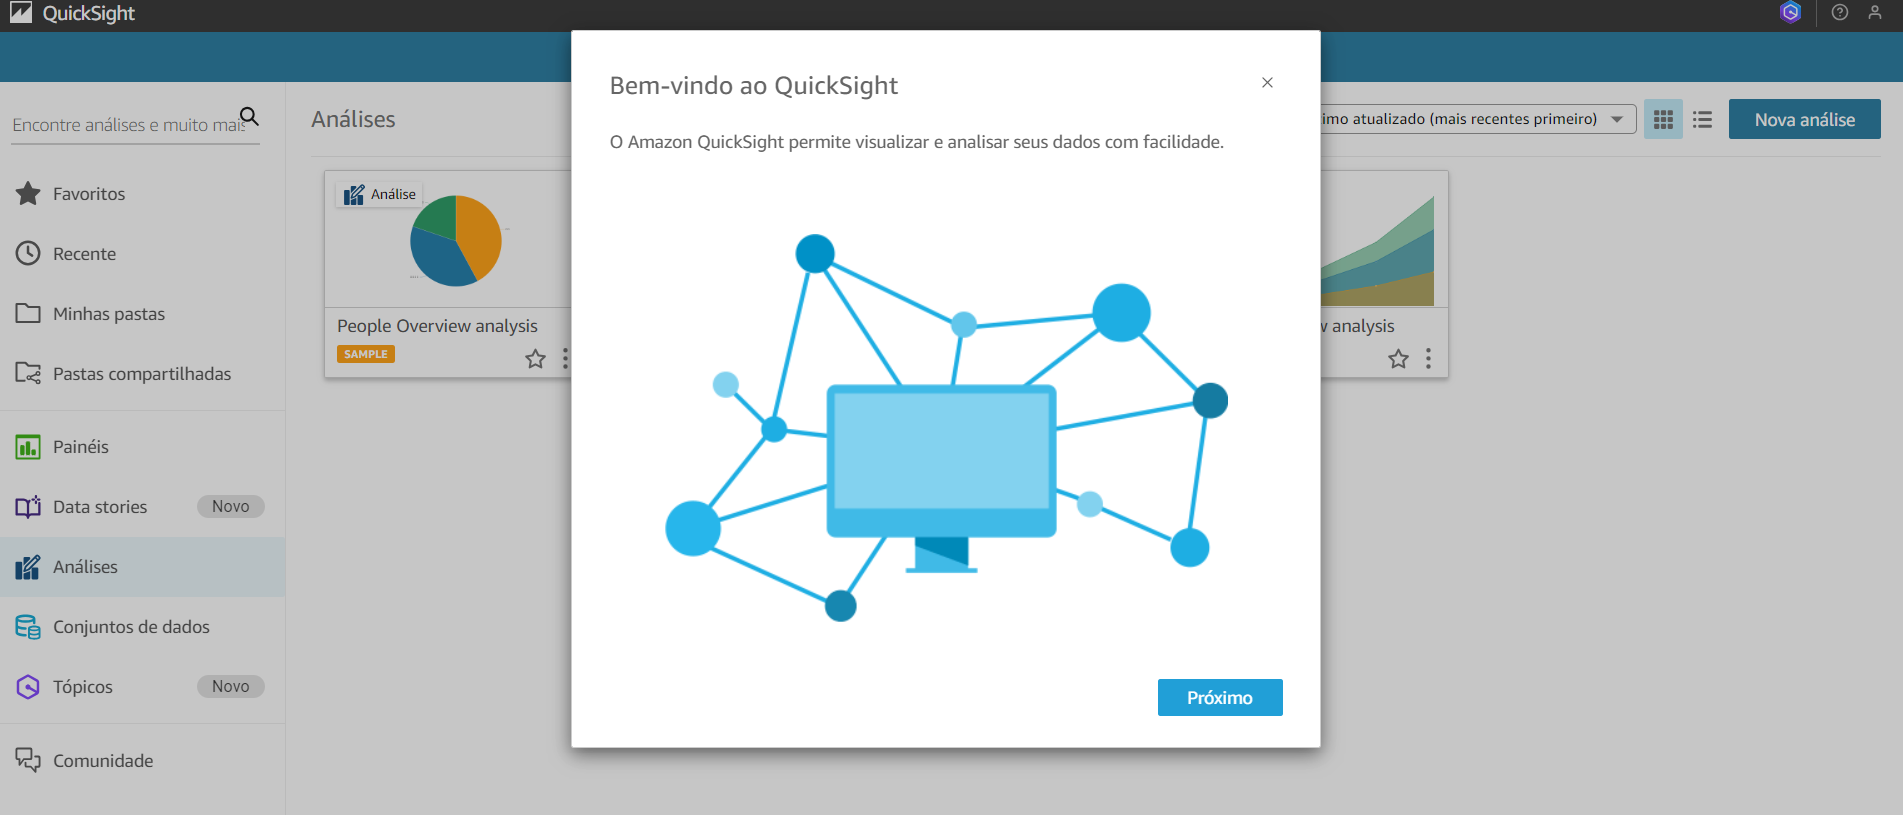 QuickSight
Encontre análises e muito mais
Favoritos
Recente
Minhas pastas
Pastas compartilhadas
Painéis
Data stories Novo
Análises
Conjuntos de dados
Tópicos Novo
Comunidade
Análises
imo atualizado (mais recentes primeiro)
Nova análise
Análise
People Overview analysis
SAMPLE
analysis
Bem-vindo ao QuickSight
O Amazon QuickSight permite visualizar e analisar seus dados com facilidade.
Próximo